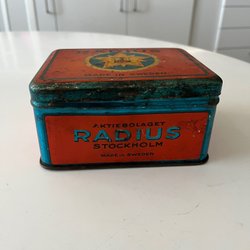 MADE IN SWEDEN
AKTIEBOLAGET
RADIUS
STOCKHOLM
MADE IN SWEDEN